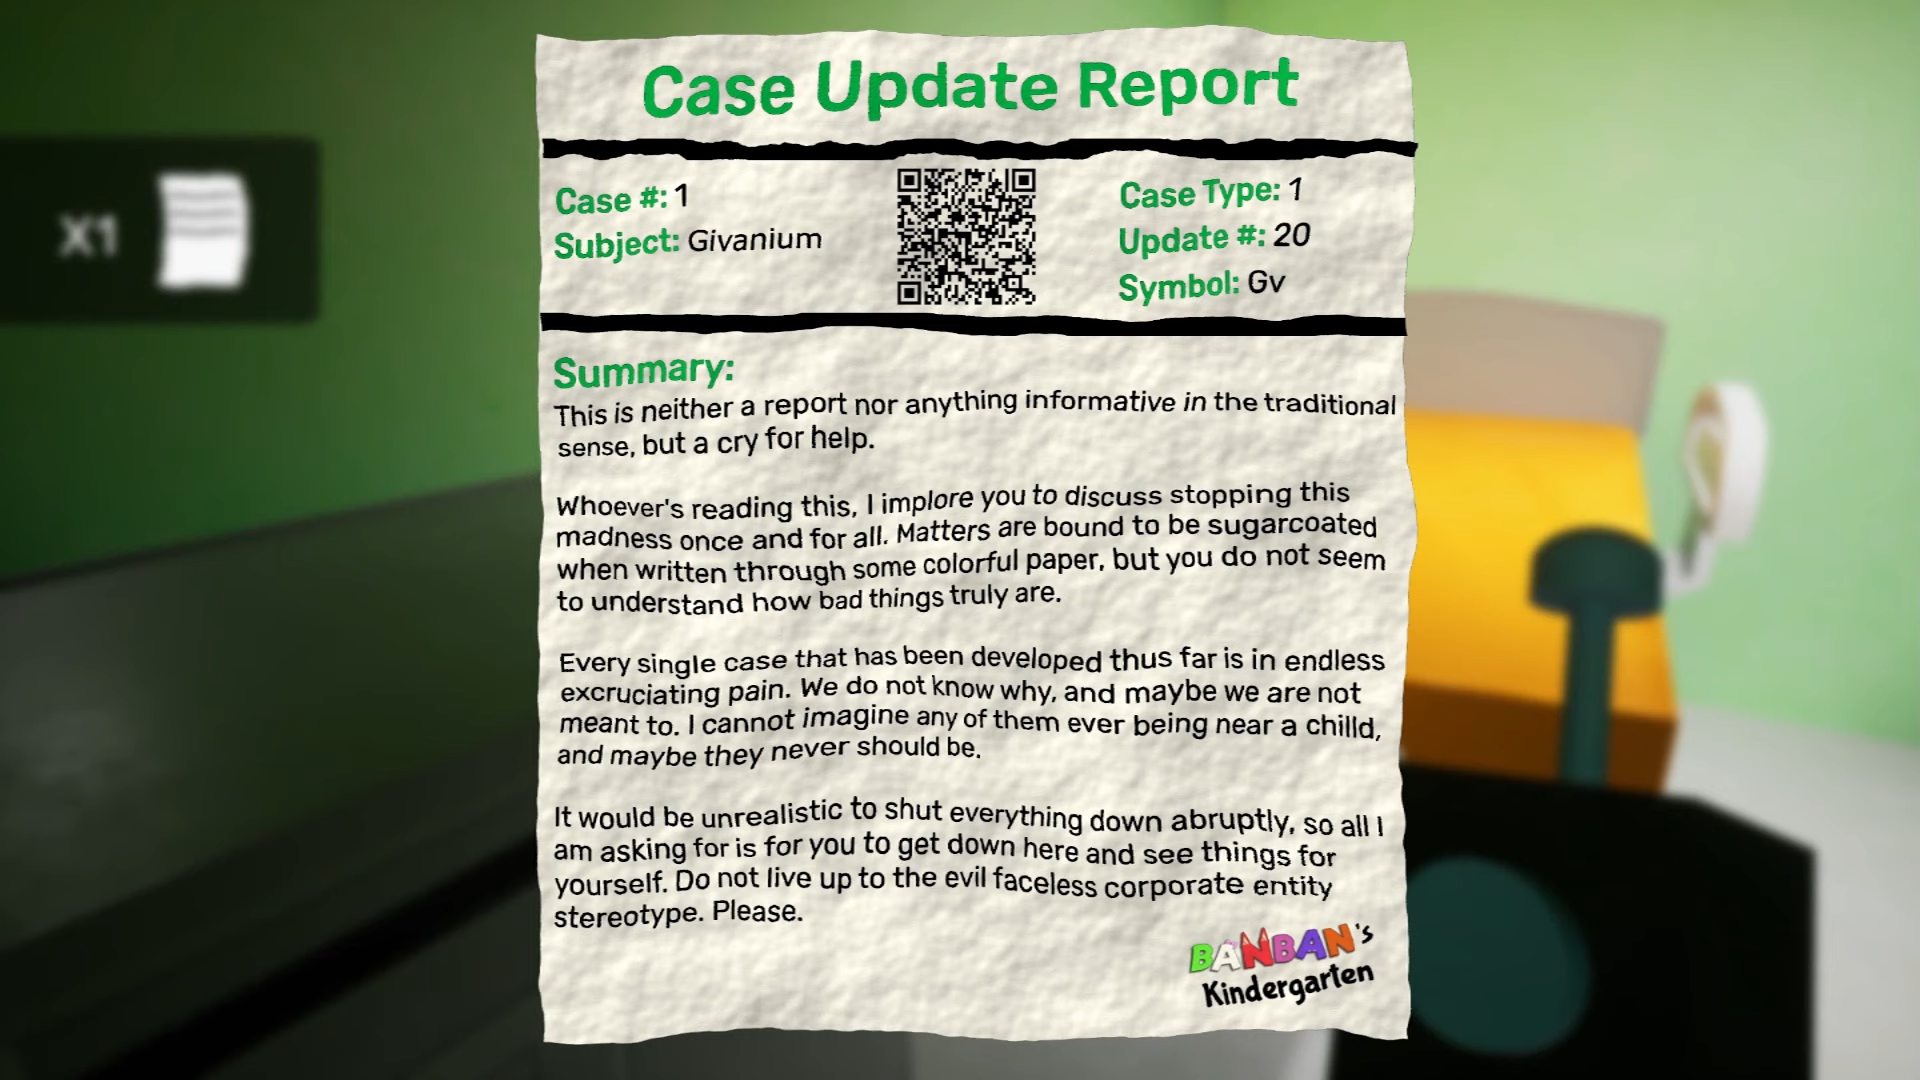 Case Update Report
X1
Case #: 1
Subject: Givanium
Case Type: 1
Update #: 20
Symbol: Gv
Summary:
This is neither a report nor anything informative in the traditional
sense, but a cry for help.
Whoever's reading this, I implore you to discuss stopping this
madness once and for all. Matters are bound to be sugarcoated
when written through some colorful paper, but you do not seem
to understand how bad things truly are.
Every single case that has been developed thus far is in endless
excruciating pain. We do not know why, and maybe we are not
meant to. I cannot imagine any of them ever being near a chilld,
and maybe they never should be.
It would be unrealistic to shut everything down abruptly, so all I
am asking for is for you to get down here and see things for
yourself. Do not live up to the evil faceless corporate entity
stereotype. Please.
BANBAN's
Kindergarten